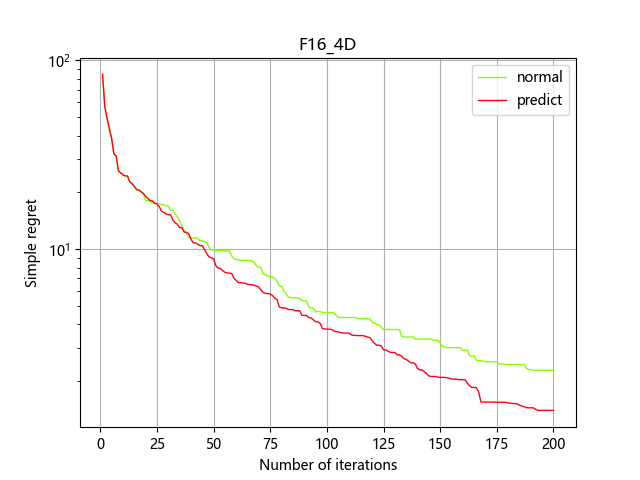 F16_4D
10²
10¹
Simple regret
normal
predict
0 25 50 75 100 125 150 175 200
Number of iterations